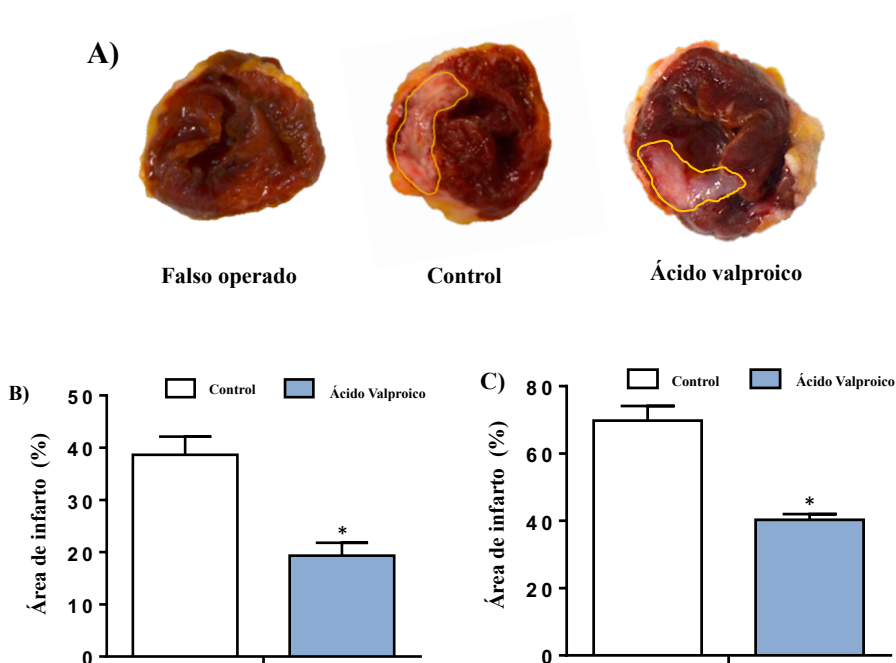 A)
Falso operado
Control
Ácido valproico
B)
Control
Ácido Valproico
Área de infarto (%)
50
40
30
20
10
0
*
C)
Control
Ácido Valproico
Área de infarto (%)
80
60
40
20
0
*